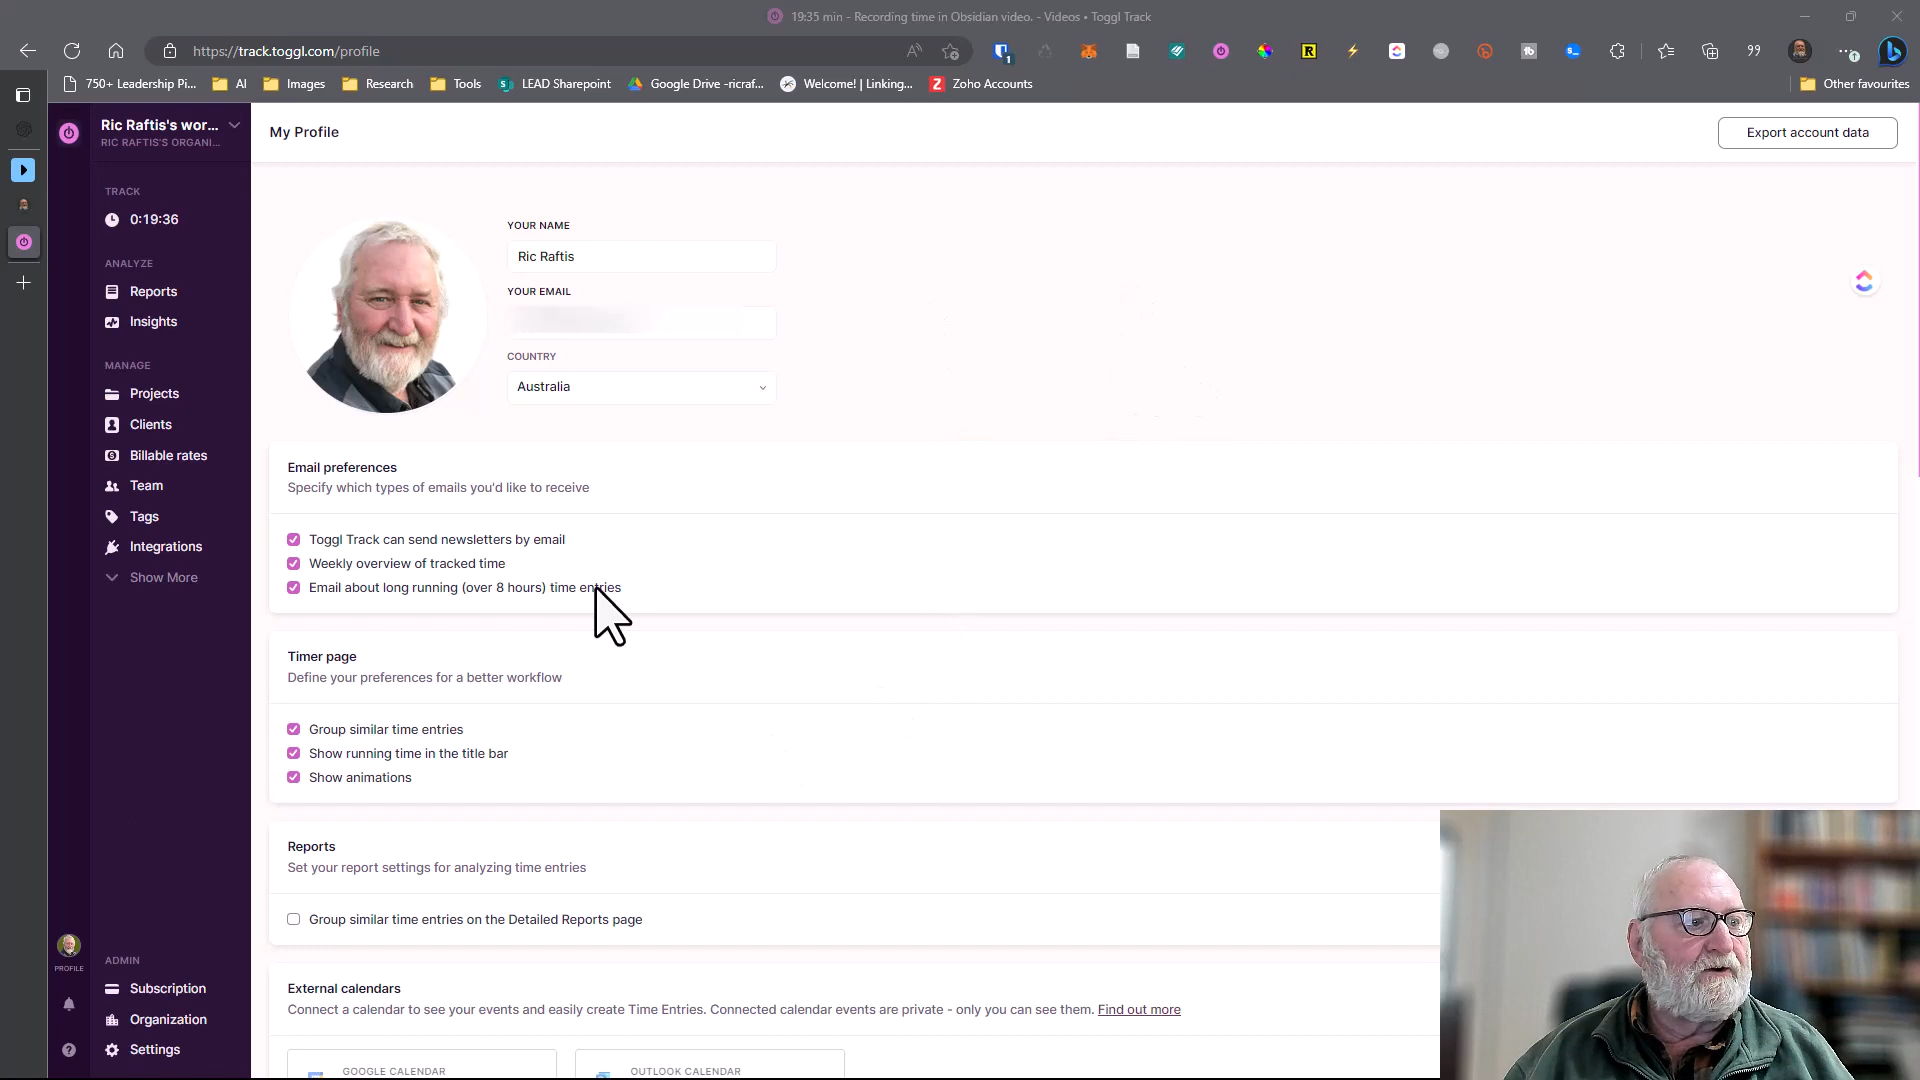 19:35 min - Recording time in Obsidian video. - Videos • Toggl Track
https://track.toggl.com/profile
750+ Leadership Pi... AI Images Research Tools LEAD Sharepoint Google Drive -ricraf... Welcome! | Linking... Zoho Accounts Other favourites
Ric Raftis's wor...
RIC RAFTIS'S ORGANI...
My Profile
Export account data
TRACK
0:19:36
ANALYZE
Reports
Insights
MANAGE
Projects
Clients
Billable rates
Team
Tags
Integrations
Show More
PROFILE
ADMIN
Subscription
Organization
Settings
YOUR NAME
Ric Raftis
YOUR EMAIL
COUNTRY
Australia
Email preferences
Specify which types of emails you'd like to receive
Toggl Track can send newsletters by email
Weekly overview of tracked time
Email about long running (over 8 hours) time entries
Timer page
Define your preferences for a better workflow
Group similar time entries
Show running time in the title bar
Show animations
Reports
Set your report settings for analyzing time entries
Group similar time entries on the Detailed Reports page
External calendars
Connect a calendar to see your events and easily create Time Entries. Connected calendar events are private - only you can see them. Find out more
GOOGLE CALENDAR
OUTLOOK CALENDAR